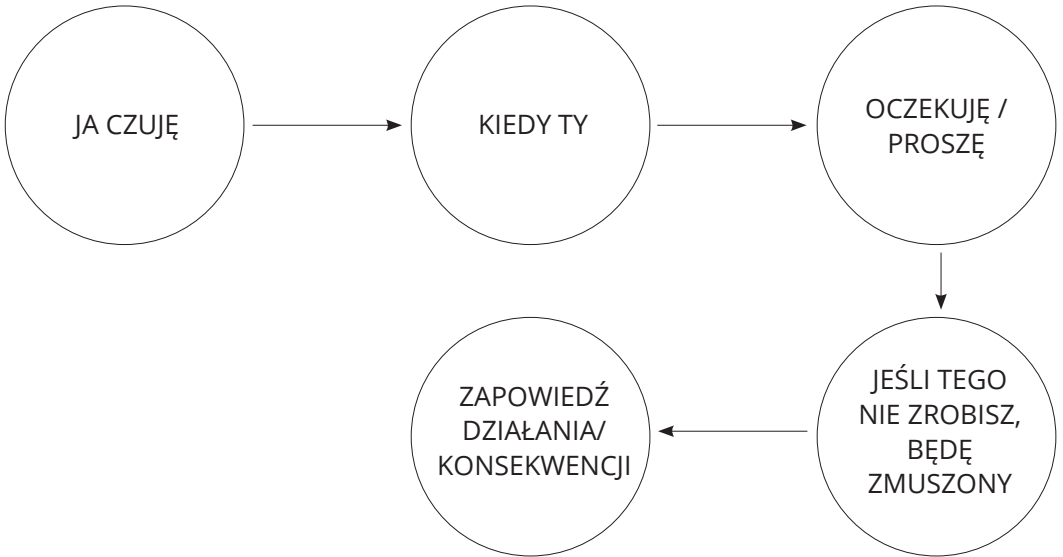 JA CZUJĘ
KIEDY TY
OCZEKUJĘ /
PROSZĘ
JEŚLI TEGO
NIE ZROBISZ,
BĘDĘ
ZMUSZONY
ZAPOWIEDŹ
DZIAŁANIA/
KONSEKWENCJI